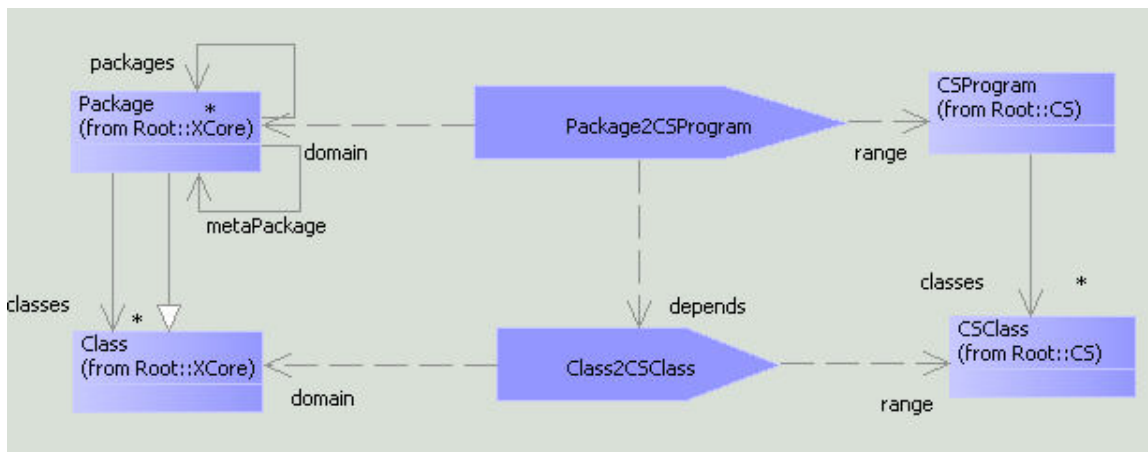 packages
Package
(from Root::XCore)
*
domain
metaPackage
Package2CSProgram
range
CSProgram
(from Root::CS)
classes
*
depends
classes
*
Class
(from Root::XCore)
domain
Class2CSClass
range
CSClass
(from Root::CS)